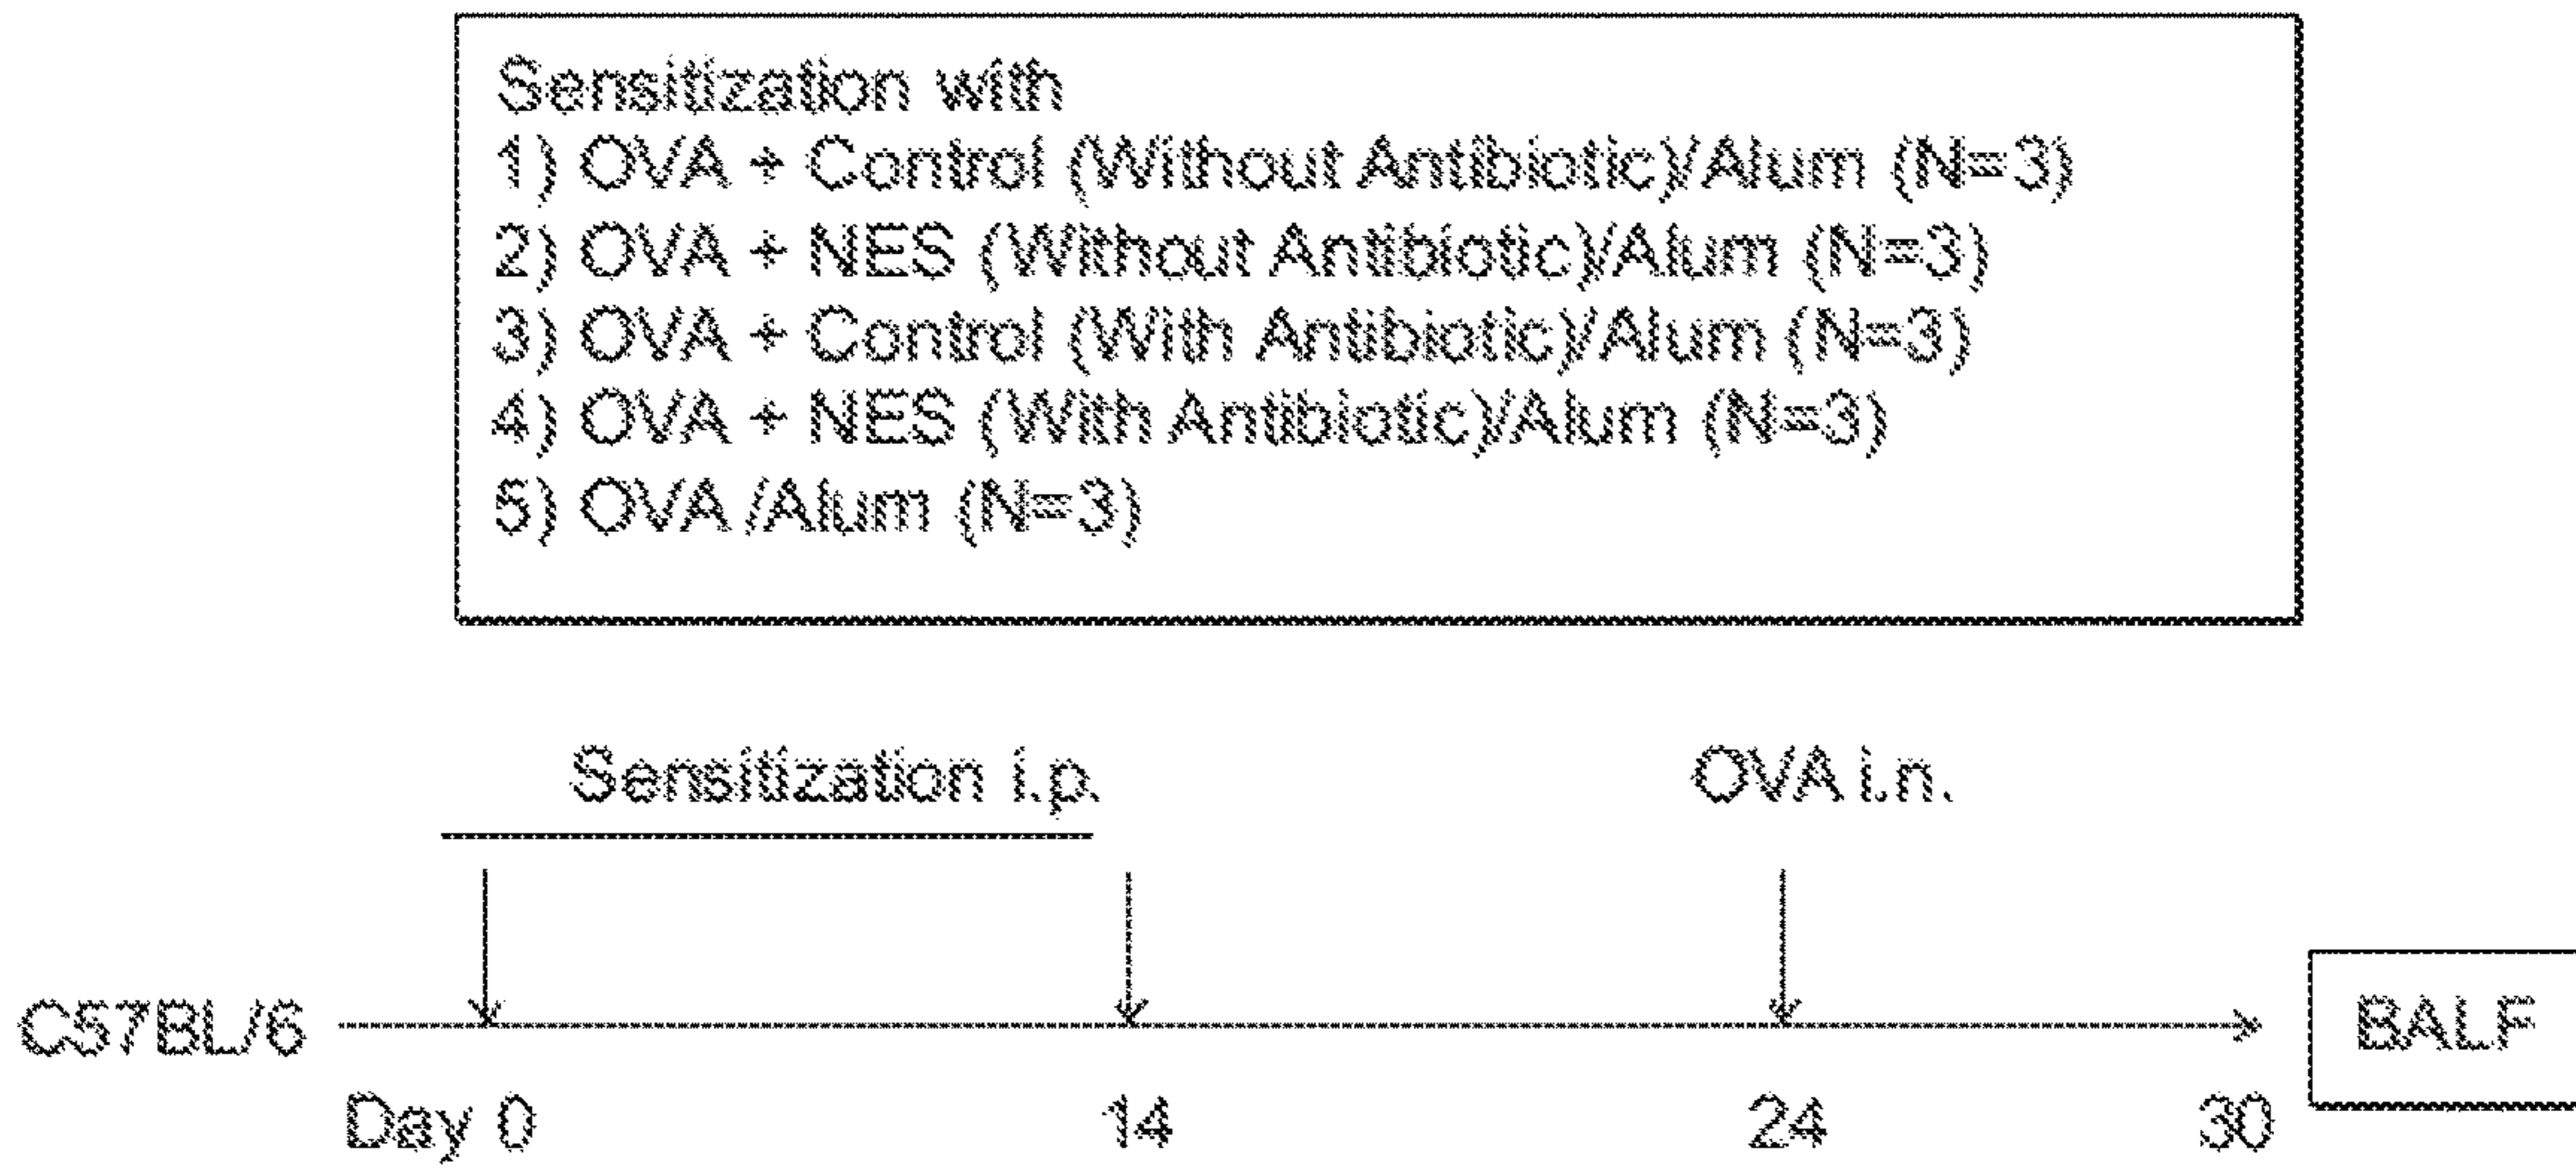 Sensitization with
1) OVA + Control (Without Antibiotic)/Alum (N=3)
2) OVA + NES (Without Antibiotic)/Alum (N=3)
3) OVA + Control (With Antibiotic)/Alum (N=3)
4) OVA + NES (With Antibiotic)/Alum (N=3)
5) OVA /Alum (N=3)
Sensitization i.p.
OVA i.n.
C57BL/6
BALF
Day 0
14
24
30